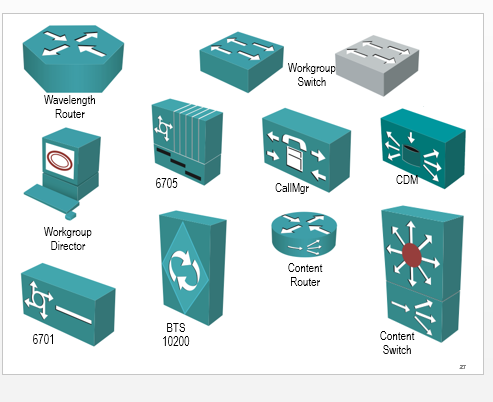 Wavelength
Router
Workgroup
Switch
6705
CallMgr
CDM
Workgroup
Director
Content
Router
6701
BTS
10200
Content
Switch
27